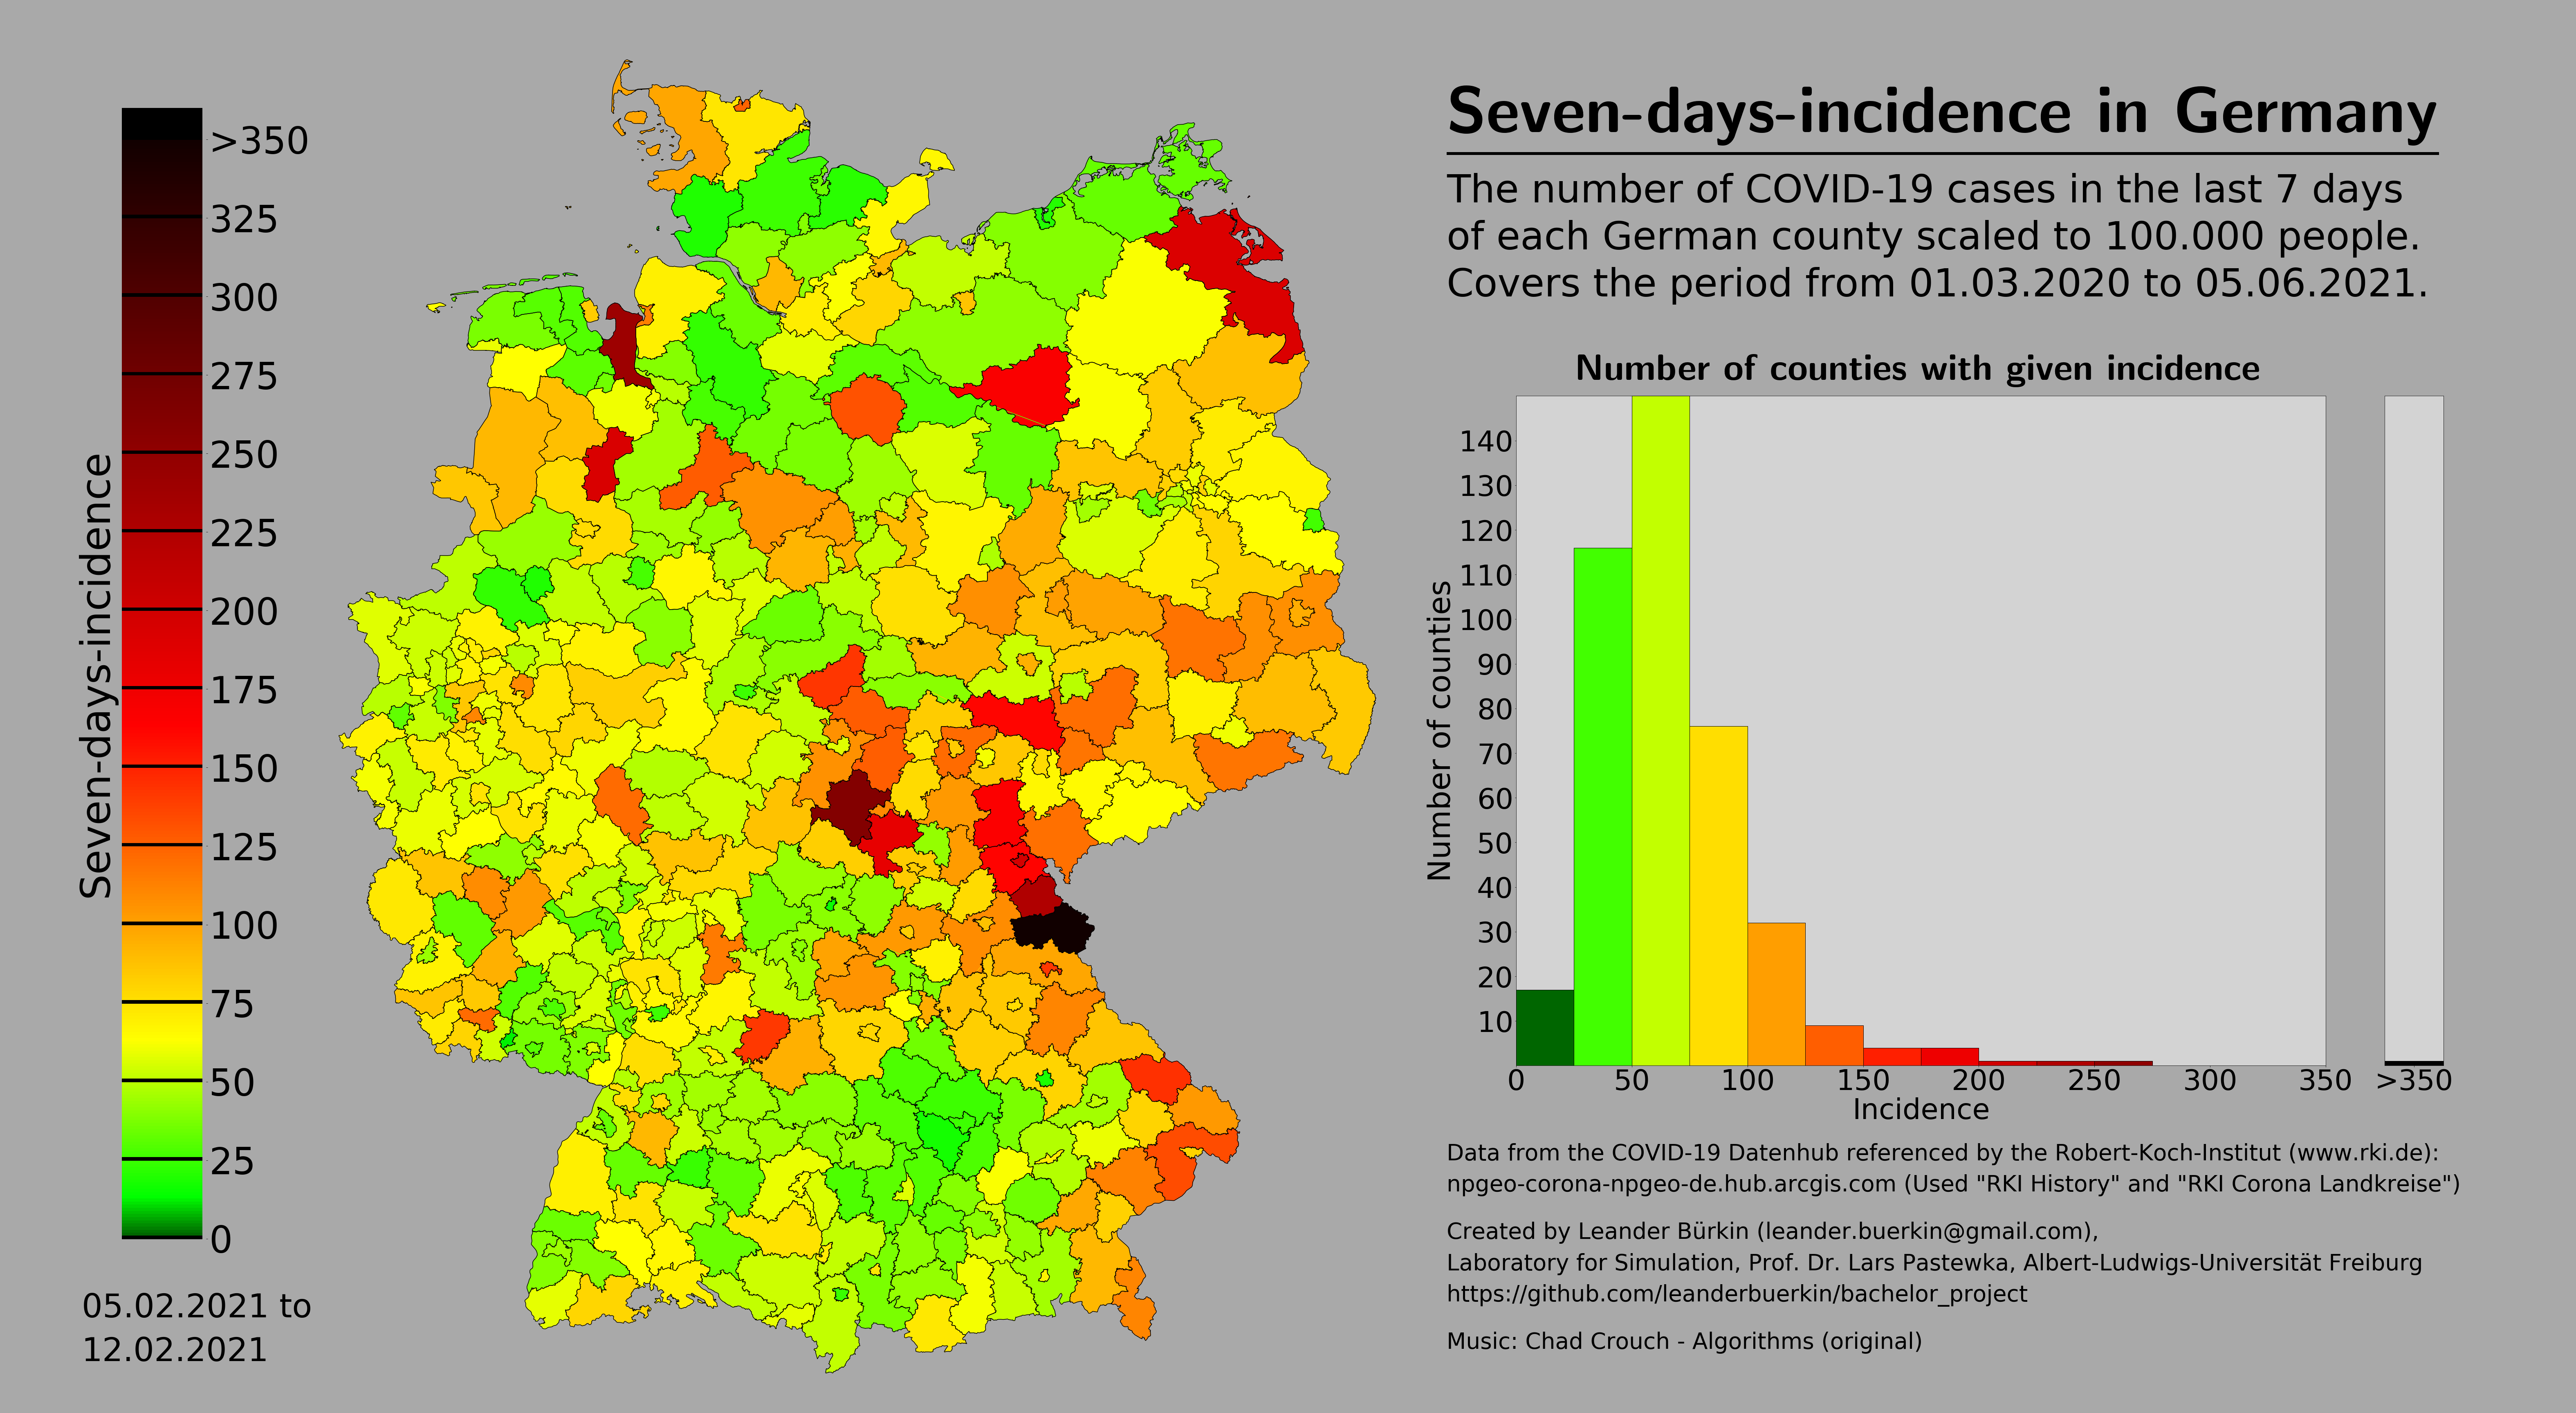 Seven-days-incidence in Germany
The number of COVID-19 cases in the last 7 days
of each German county scaled to 100.000 people.
Covers the period from 01.03.2020 to 05.06.2021.
Seven-days-incidence
>350
325
300
275
250
225
200
175
150
125
100
75
50
25
0
05.02.2021 to
12.02.2021
Number of counties with given incidence
Number of counties
140
130
120
110
100
90
80
70
60
50
40
30
20
10
0 50 100 150 200 250 300 350 >350
Incidence
Data from the COVID-19 Datenhub referenced by the Robert-Koch-Institut (www.rki.de):
npgeo-corona-npgeo-de.hub.arcgis.com (Used "RKI History" and "RKI Corona Landkreise")
Created by Leander Bürkin (leander.buerkin@gmail.com),
Laboratory for Simulation, Prof. Dr. Lars Pastewka, Albert-Ludwigs-Universität Freiburg
https://github.com/leanderbuerkin/bachelor_project
Music: Chad Crouch - Algorithms (original)